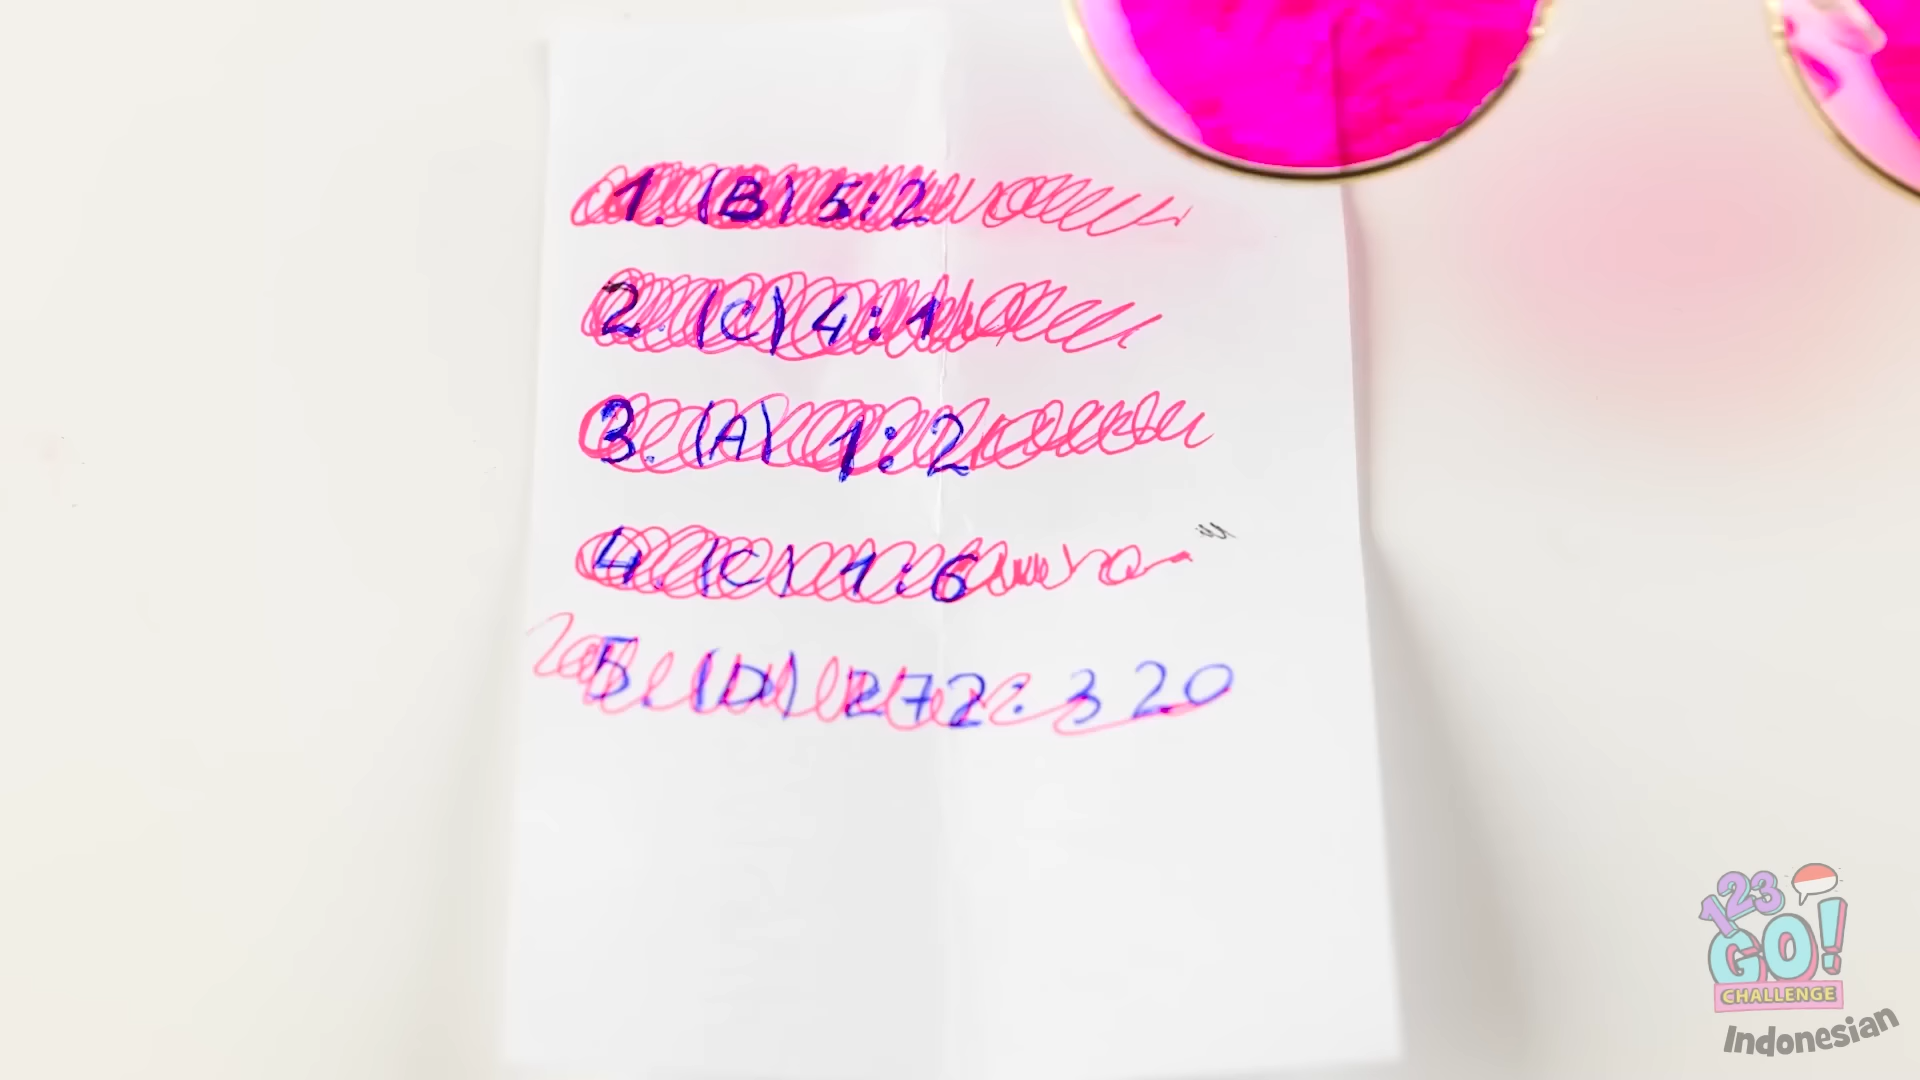 1. (B) 5:2
2. (C) 4:1
3. (A) 1:2
4. (C) 1:6
5. (D) 272:320
123
GO!
CHALLENGE
Indonesian